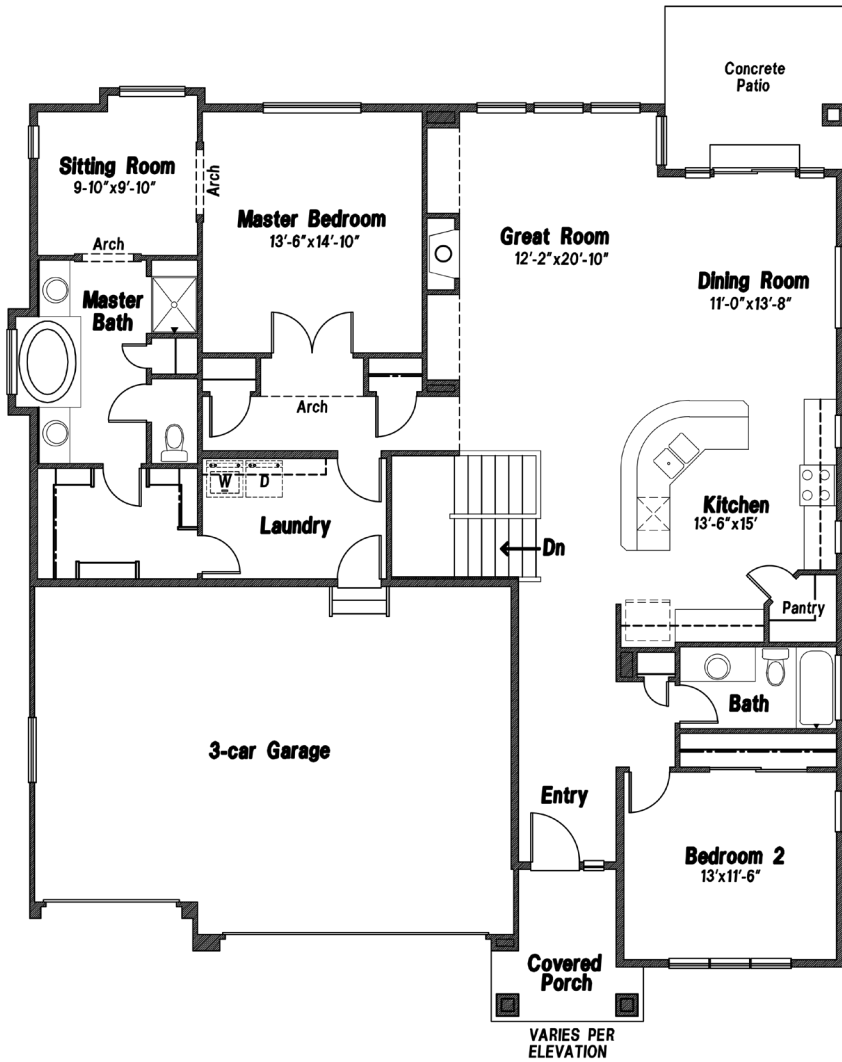 Concrete
Patio
Sitting Room
9-10"x9'-10"
Arch
Master Bedroom
13'-6"x14'-10"
Great Room
12'-2"x20'-10"
Dining Room
11'-0"x13'-8"
Arch
Master
Bath
Arch
W
D
Laundry
Kitchen
13'-6"x15'
Dn
Pantry
Bath
3-car Garage
Entry
Bedroom 2
13'x11'-6"
Covered
Porch
VARIES PER
ELEVATION